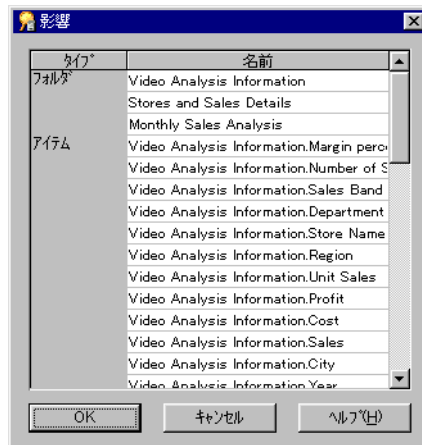 影響
ﾀｲﾌﾟ 名前
ﾌｫﾙﾀﾞ Video Analysis Information
Stores and Sales Details
Monthly Sales Analysis
ｱｲﾃﾑ Video Analysis Information.Margin perc
Video Analysis Information.Number of S
Video Analysis Information.Sales Band
Video Analysis Information.Department
Video Analysis Information.Store Name
Video Analysis Information.Region
Video Analysis Information.Unit Sales
Video Analysis Information.Profit
Video Analysis Information.Cost
Video Analysis Information.Sales
Video Analysis Information.City
Video Analysis Information.Year
OK ｷｬﾝｾﾙ ﾍﾙﾌﾟ(H)